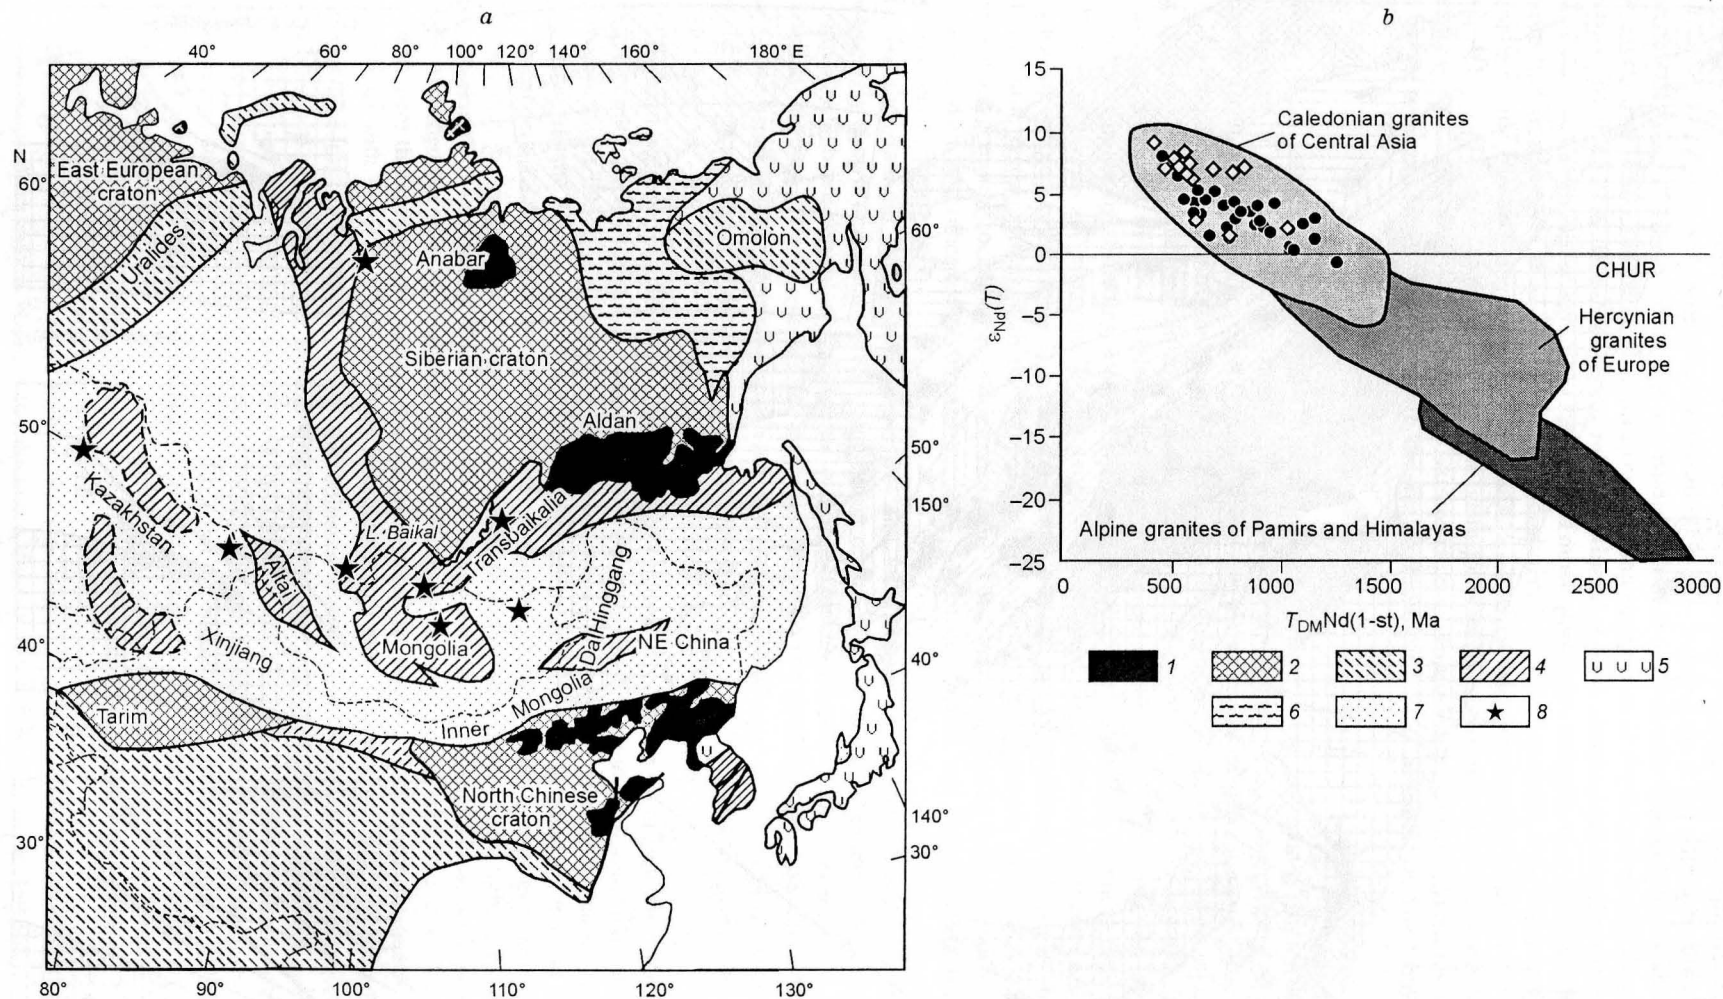 a
40° 60° 80° 100° 120° 140° 160° 180° E
N
60°
50°
40°
30°
East European
craton
Uralides
Anabar
Omolon
60°
Siberian craton
Aldan
50°
150°
Kazakhstan
L. Baikal
Transbaikalia
Altai
Xinjiang
Mongolia
Dal Hinggang
NE China
40°
Inner Mongolia
Tarim
North Chinese
craton
140°
30°
80° 90° 100° 110° 120° 130°
b
15
10
5
0
−5
−10
−15
−20
−25
εNd(T)
Caledonian granites
of Central Asia
CHUR
Hercynian
granites
of Europe
Alpine granites of Pamirs and Himalayas
0 500 1000 1500 2000 2500 3000
TDMNd(1-st), Ma
1 2 3 4 5
6 7 8